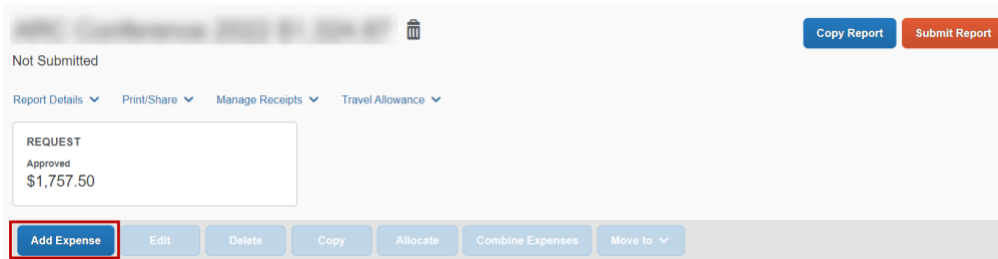 Copy Report
Submit Report
Not Submitted
Report Details
Print/Share
Manage Receipts
Travel Allowance
REQUEST
Approved
$1,757.50
Add Expense
Edit
Delete
Copy
Allocate
Combine Expenses
Move to